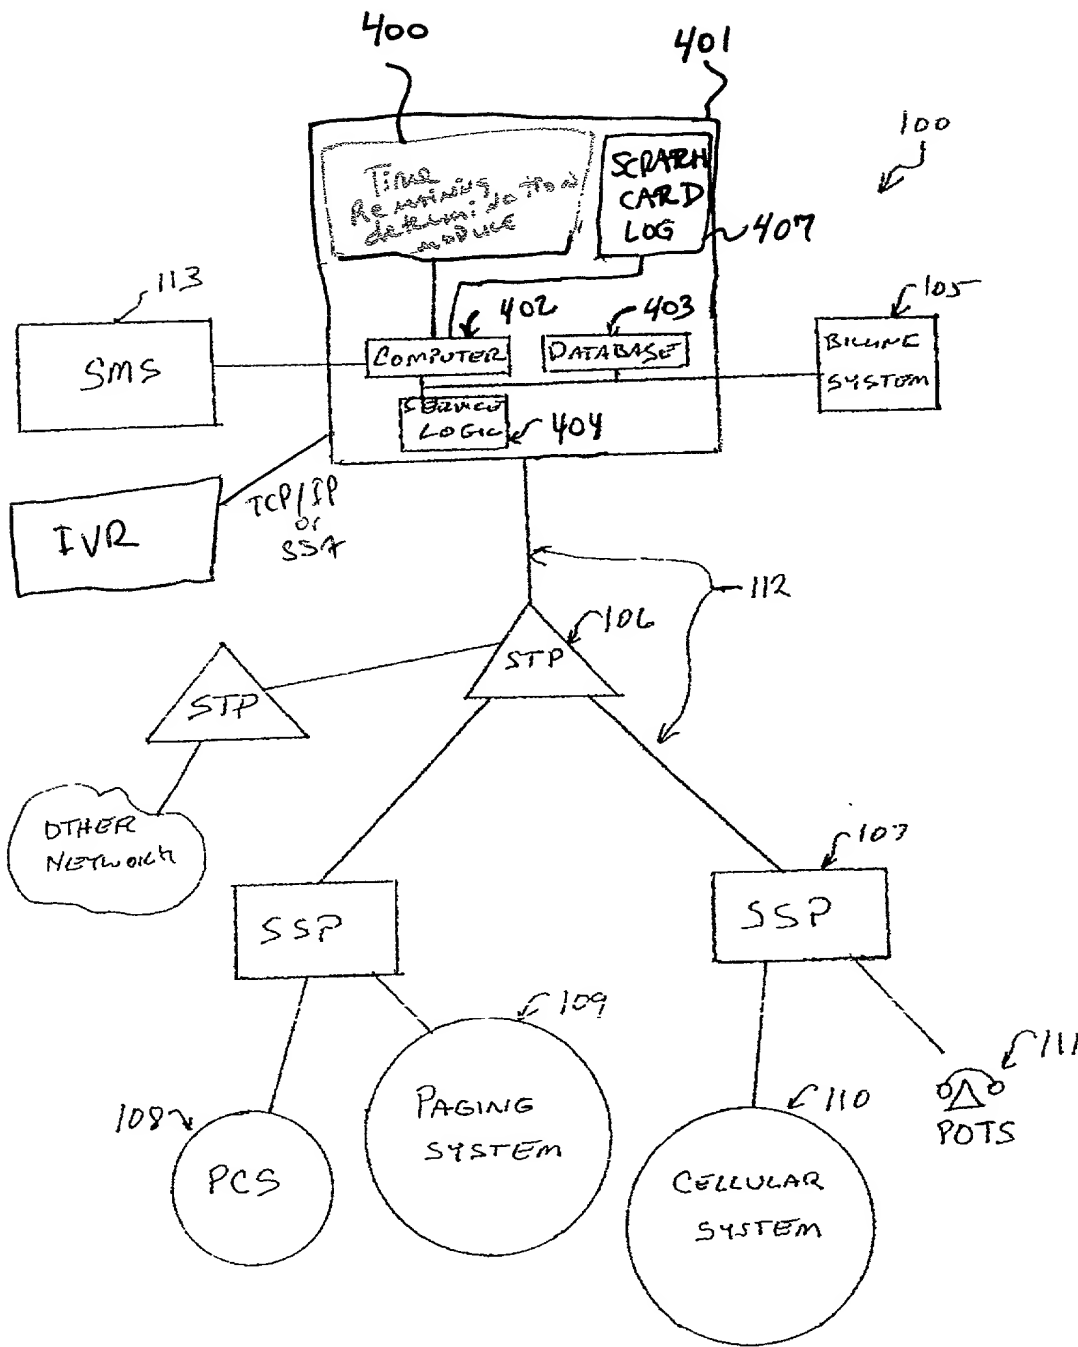 400
401
100
TIME
REMAINING
DETERMINATION
MODULE
SCRATCH
CARD
LOG
407
113
402
403
105
SMS
COMPUTER
DATABASE
BILLING
SYSTEM
SERVICE
LOGIC
404
IVR
TCP/IP
or
SS7
112
106
STP
STP
OTHER
NETWORK
107
SSP
SSP
109
111
108
PAGING
SYSTEM
110
POTS
PCS
CELLULAR
SYSTEM